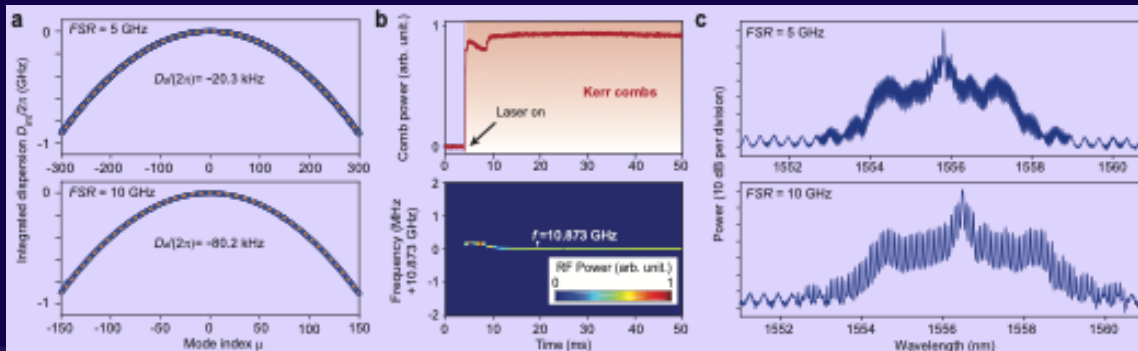 a
Integrated dispersion Dint/2π (GHz)
FSR = 5 GHz
D₂/(2π)= −20.3 kHz
0
-1
-300 -200 -100 0 100 200 300
FSR = 10 GHz
D₂/(2π)= −80.2 kHz
0
-1
-150 -100 -50 0 50 100 150
Mode index μ
b
Comb power (arb. unit.)
1
0
Kerr combs
Laser on
0 10 20 30 40 50
Frequency (MHz
+10.873 GHz)
2
1
0
-1
-2
fr=10.873 GHz
RF Power (arb. unit.)
0 1
0 10 20 30 40 50
Time (ms)
c
Power (10 dB per division)
FSR = 5 GHz
1552 1554 1556 1558 1560
FSR = 10 GHz
1552 1554 1556 1558 1560
Wavelength (nm)